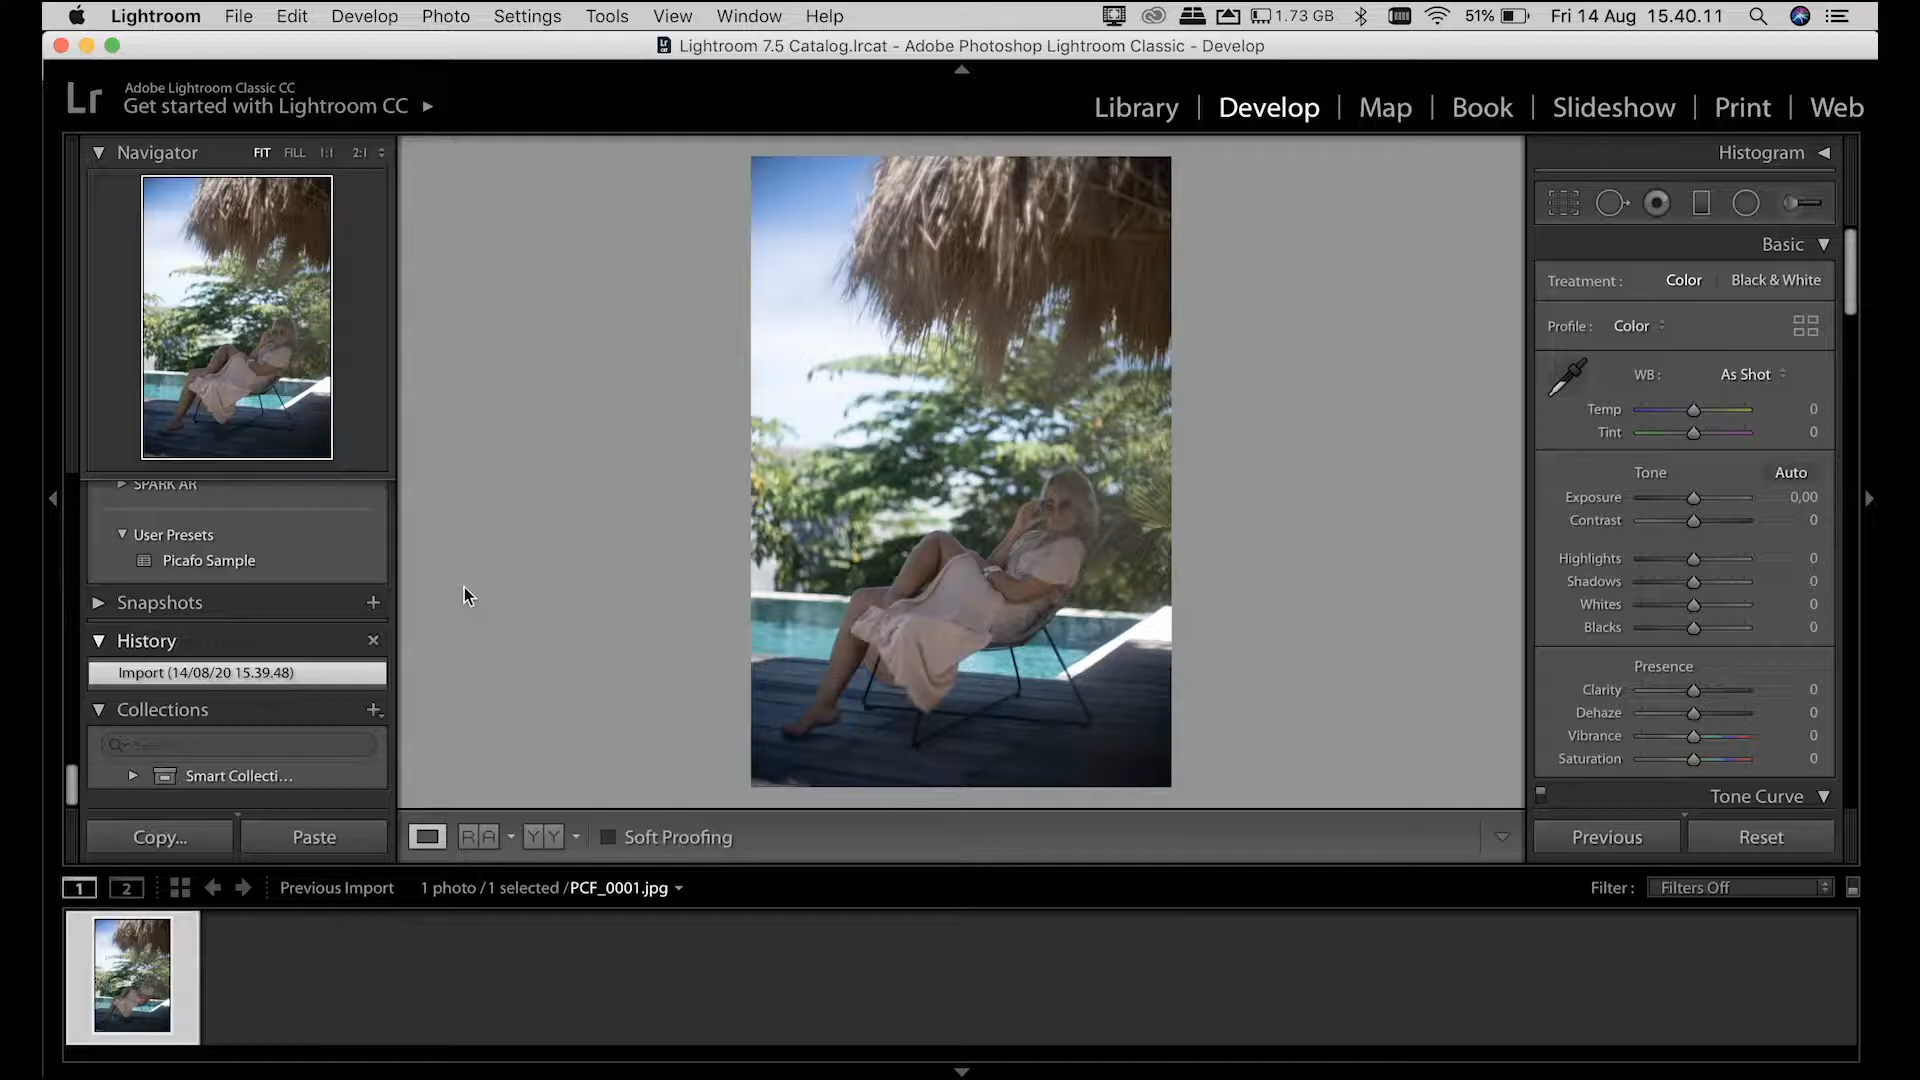 Lightroom File Edit Develop Photo Settings Tools View Window Help 1.73 GB 51% Fri 14 Aug 15.40.11
Lightroom 7.5 Catalog.lrcat - Adobe Photoshop Lightroom Classic - Develop
Lr Adobe Lightroom Classic CC
Get started with Lightroom CC
Library | Develop | Map | Book | Slideshow | Print | Web
Navigator FIT FILL 1:1 2:1
Histogram
Basic
Treatment : Color Black & White
Profile : Color
WB : As Shot
Temp 0
Tint 0
Tone Auto
Exposure 0,00
Contrast 0
Highlights 0
Shadows 0
Whites 0
Blacks 0
Presence
Clarity 0
Dehaze 0
Vibrance 0
Saturation 0
Tone Curve
SPARK AR
User Presets
Picafo Sample
Snapshots
History
Import (14/08/20 15.39.48)
Collections
Smart Collecti...
Copy... Paste
R A Y Y Soft Proofing
Previous Reset
1 2 Previous Import 1 photo / 1 selected / PCF_0001.jpg
Filter : Filters Off